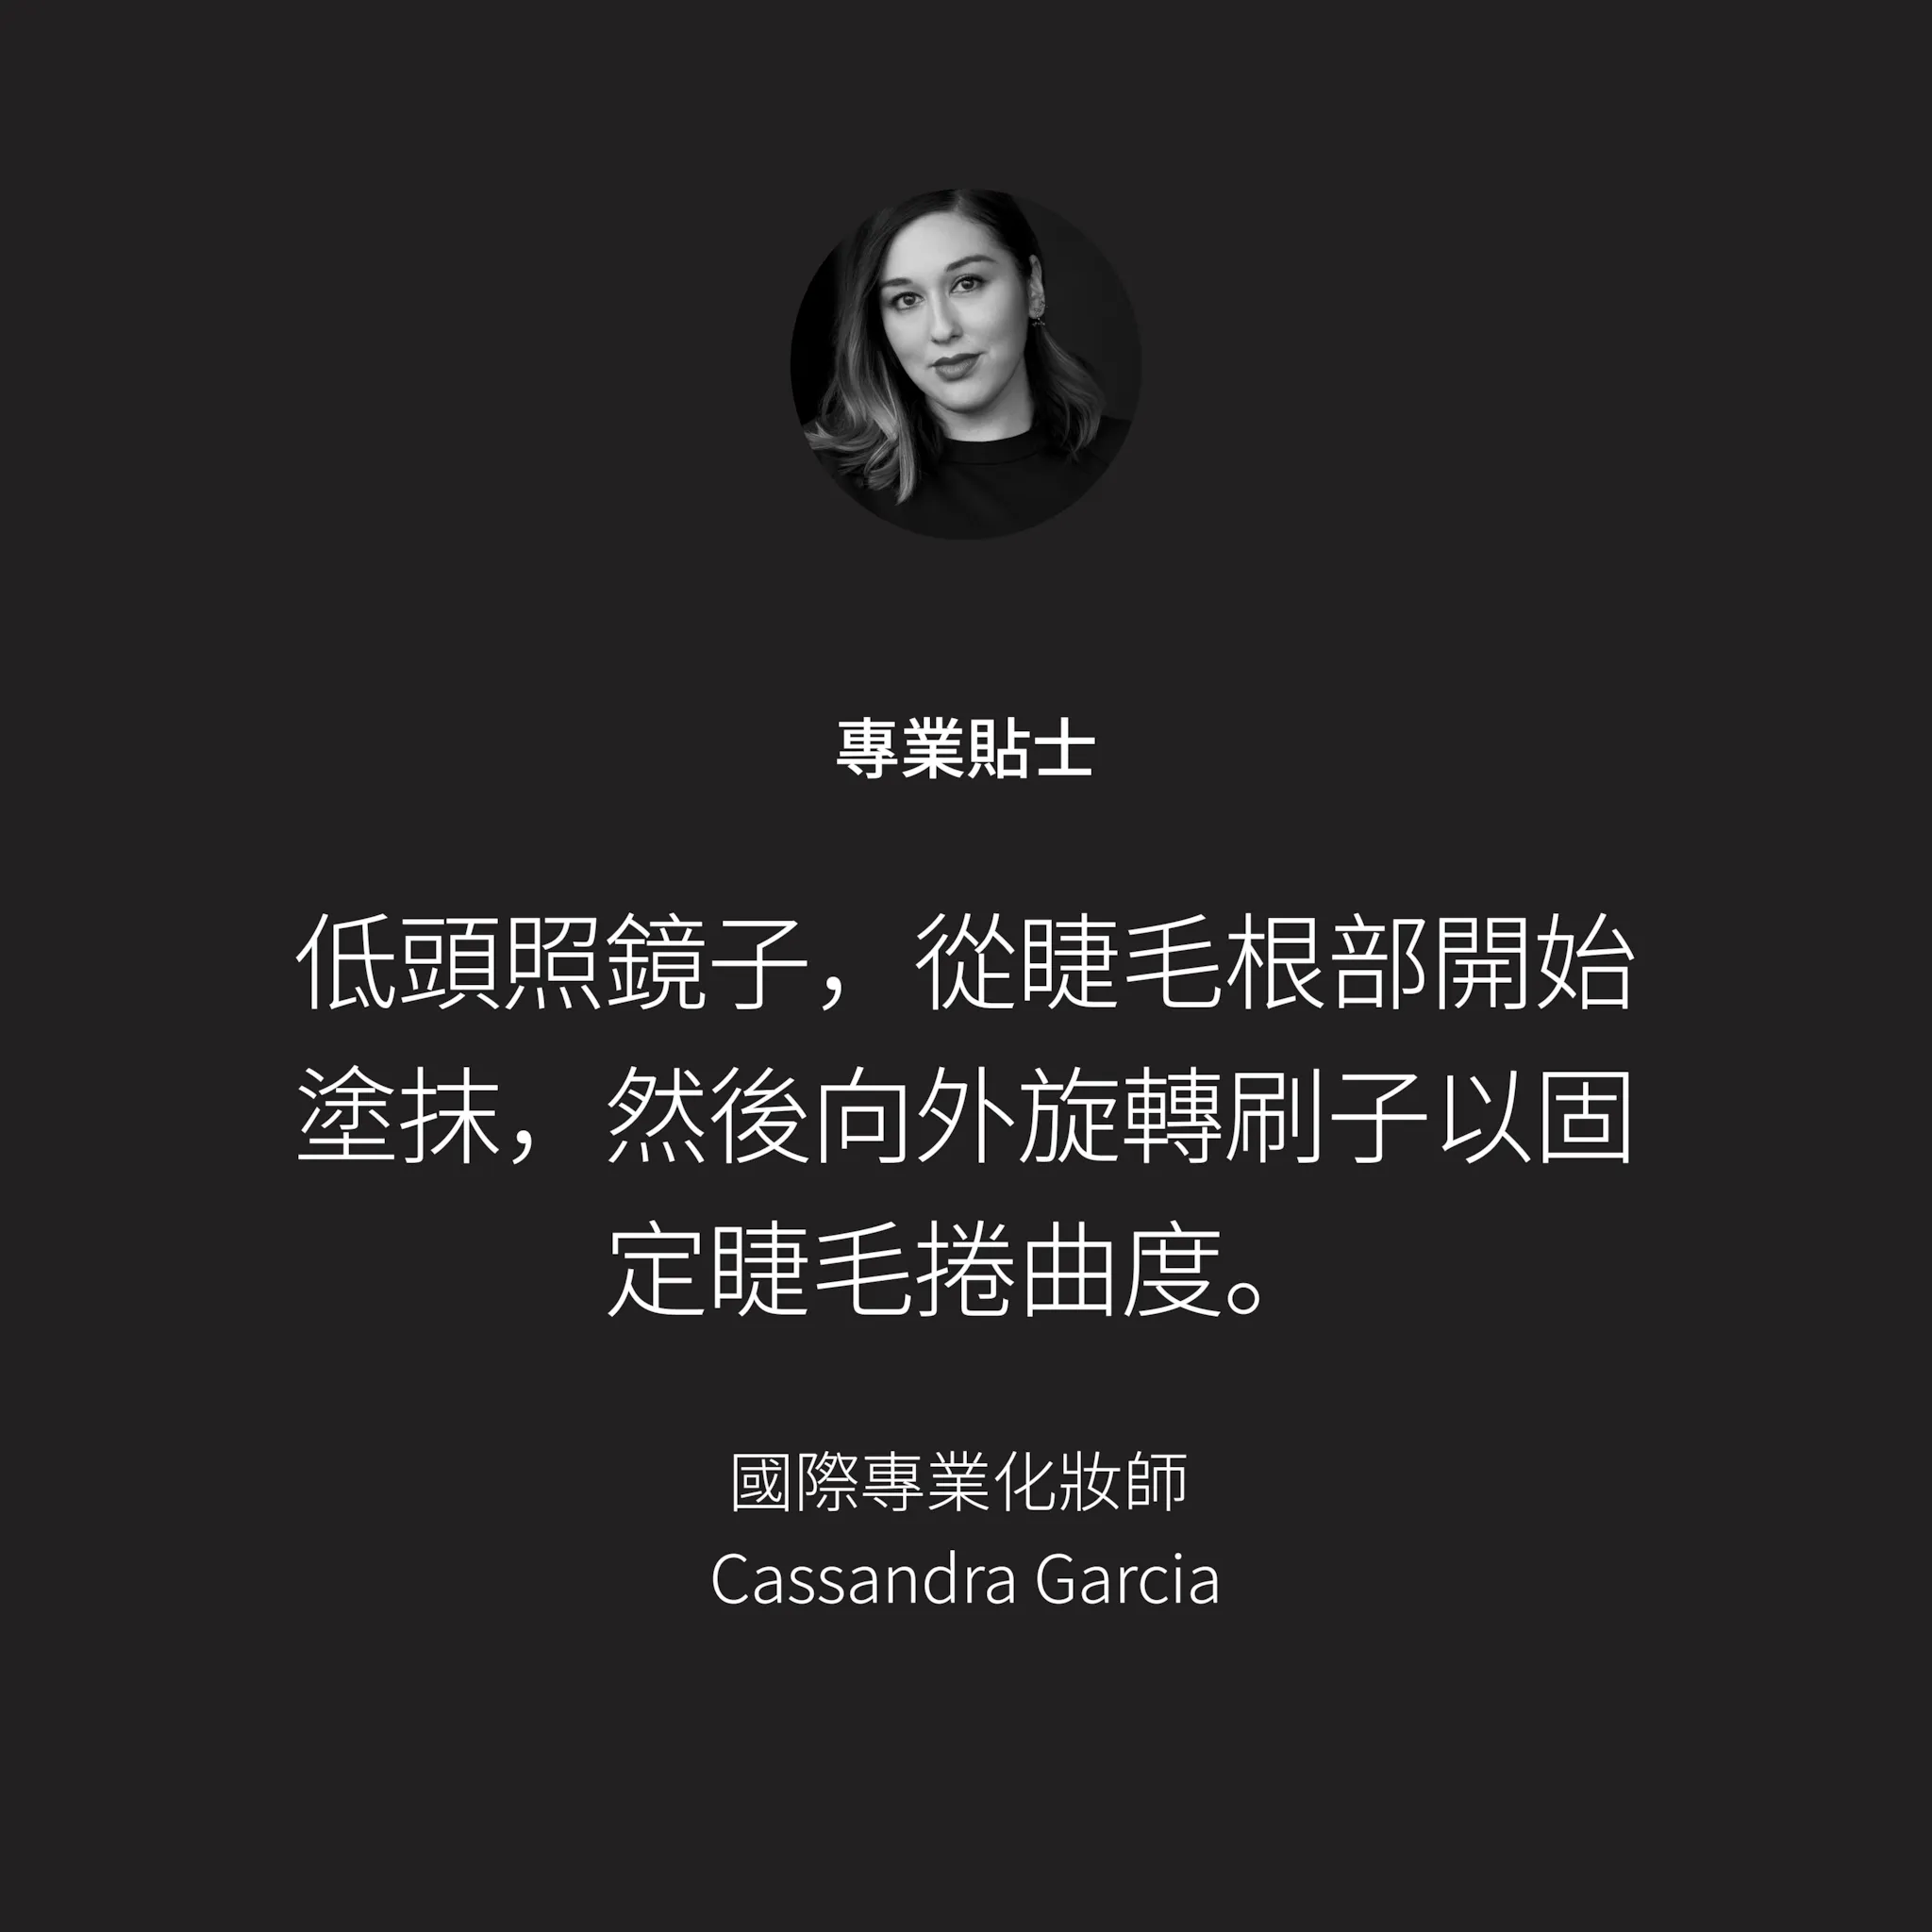 專業貼士
低頭照鏡子，從睫毛根部開始
塗抹，然後向外旋轉刷子以固
定睫毛捲曲度。
國際專業化妝師
Cassandra Garcia